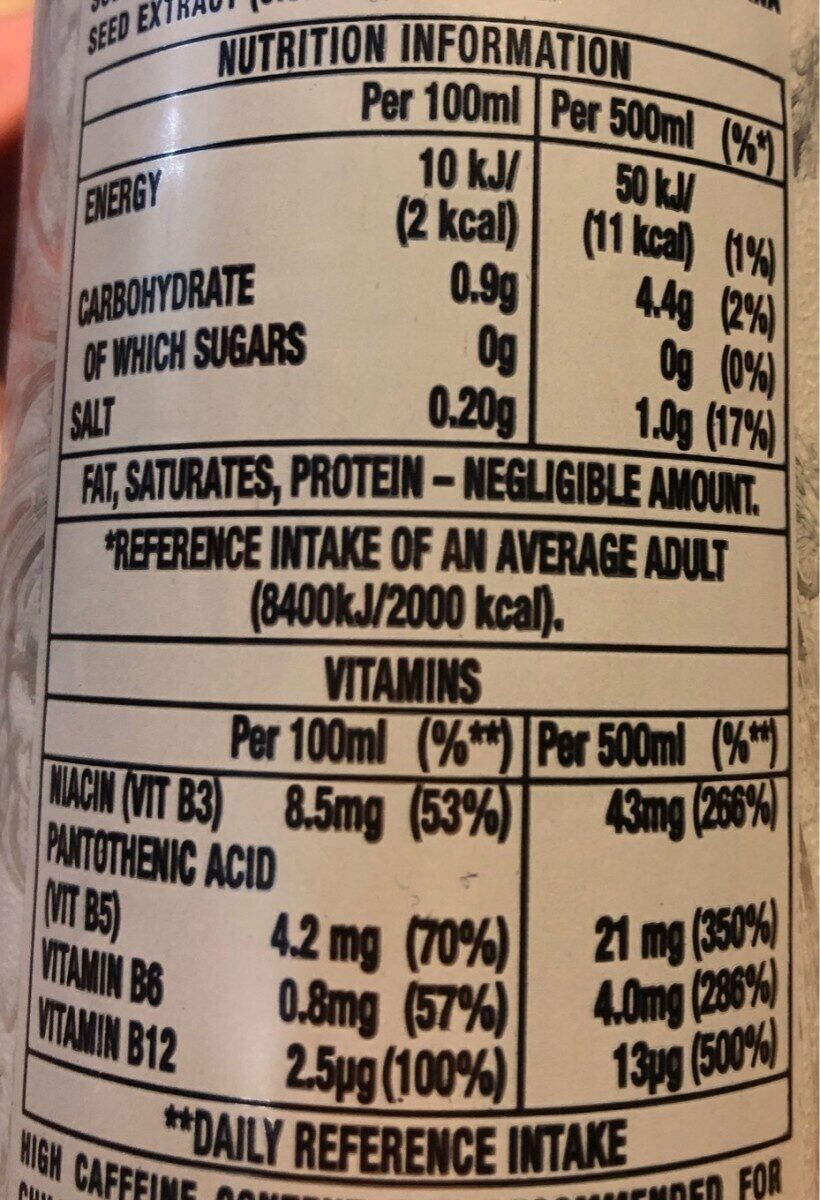 SEED EXTRACT
NUTRITION INFORMATION
Per 100ml Per 500ml (%*)
ENERGY 10 kJ/ 50 kJ/
(2 kcal) (11 kcal) (1%)
CARBOHYDRATE 0.9g 4.4g (2%)
OF WHICH SUGARS 0g 0g (0%)
SALT 0.20g 1.0g (17%)
FAT, SATURATES, PROTEIN – NEGLIGIBLE AMOUNT.
*REFERENCE INTAKE OF AN AVERAGE ADULT
(8400kJ/2000 kcal).
VITAMINS
Per 100ml (%**) Per 500ml (%**)
NIACIN (VIT B3) 8.5mg (53%) 43mg (266%)
PANTOTHENIC ACID
(VIT B5) 4.2 mg (70%) 21 mg (350%)
VITAMIN B6 0.8mg (57%) 4.0mg (286%)
VITAMIN B12 2.5µg (100%) 13µg (500%)
**DAILY REFERENCE INTAKE
HIGH CAFFEINE FOR